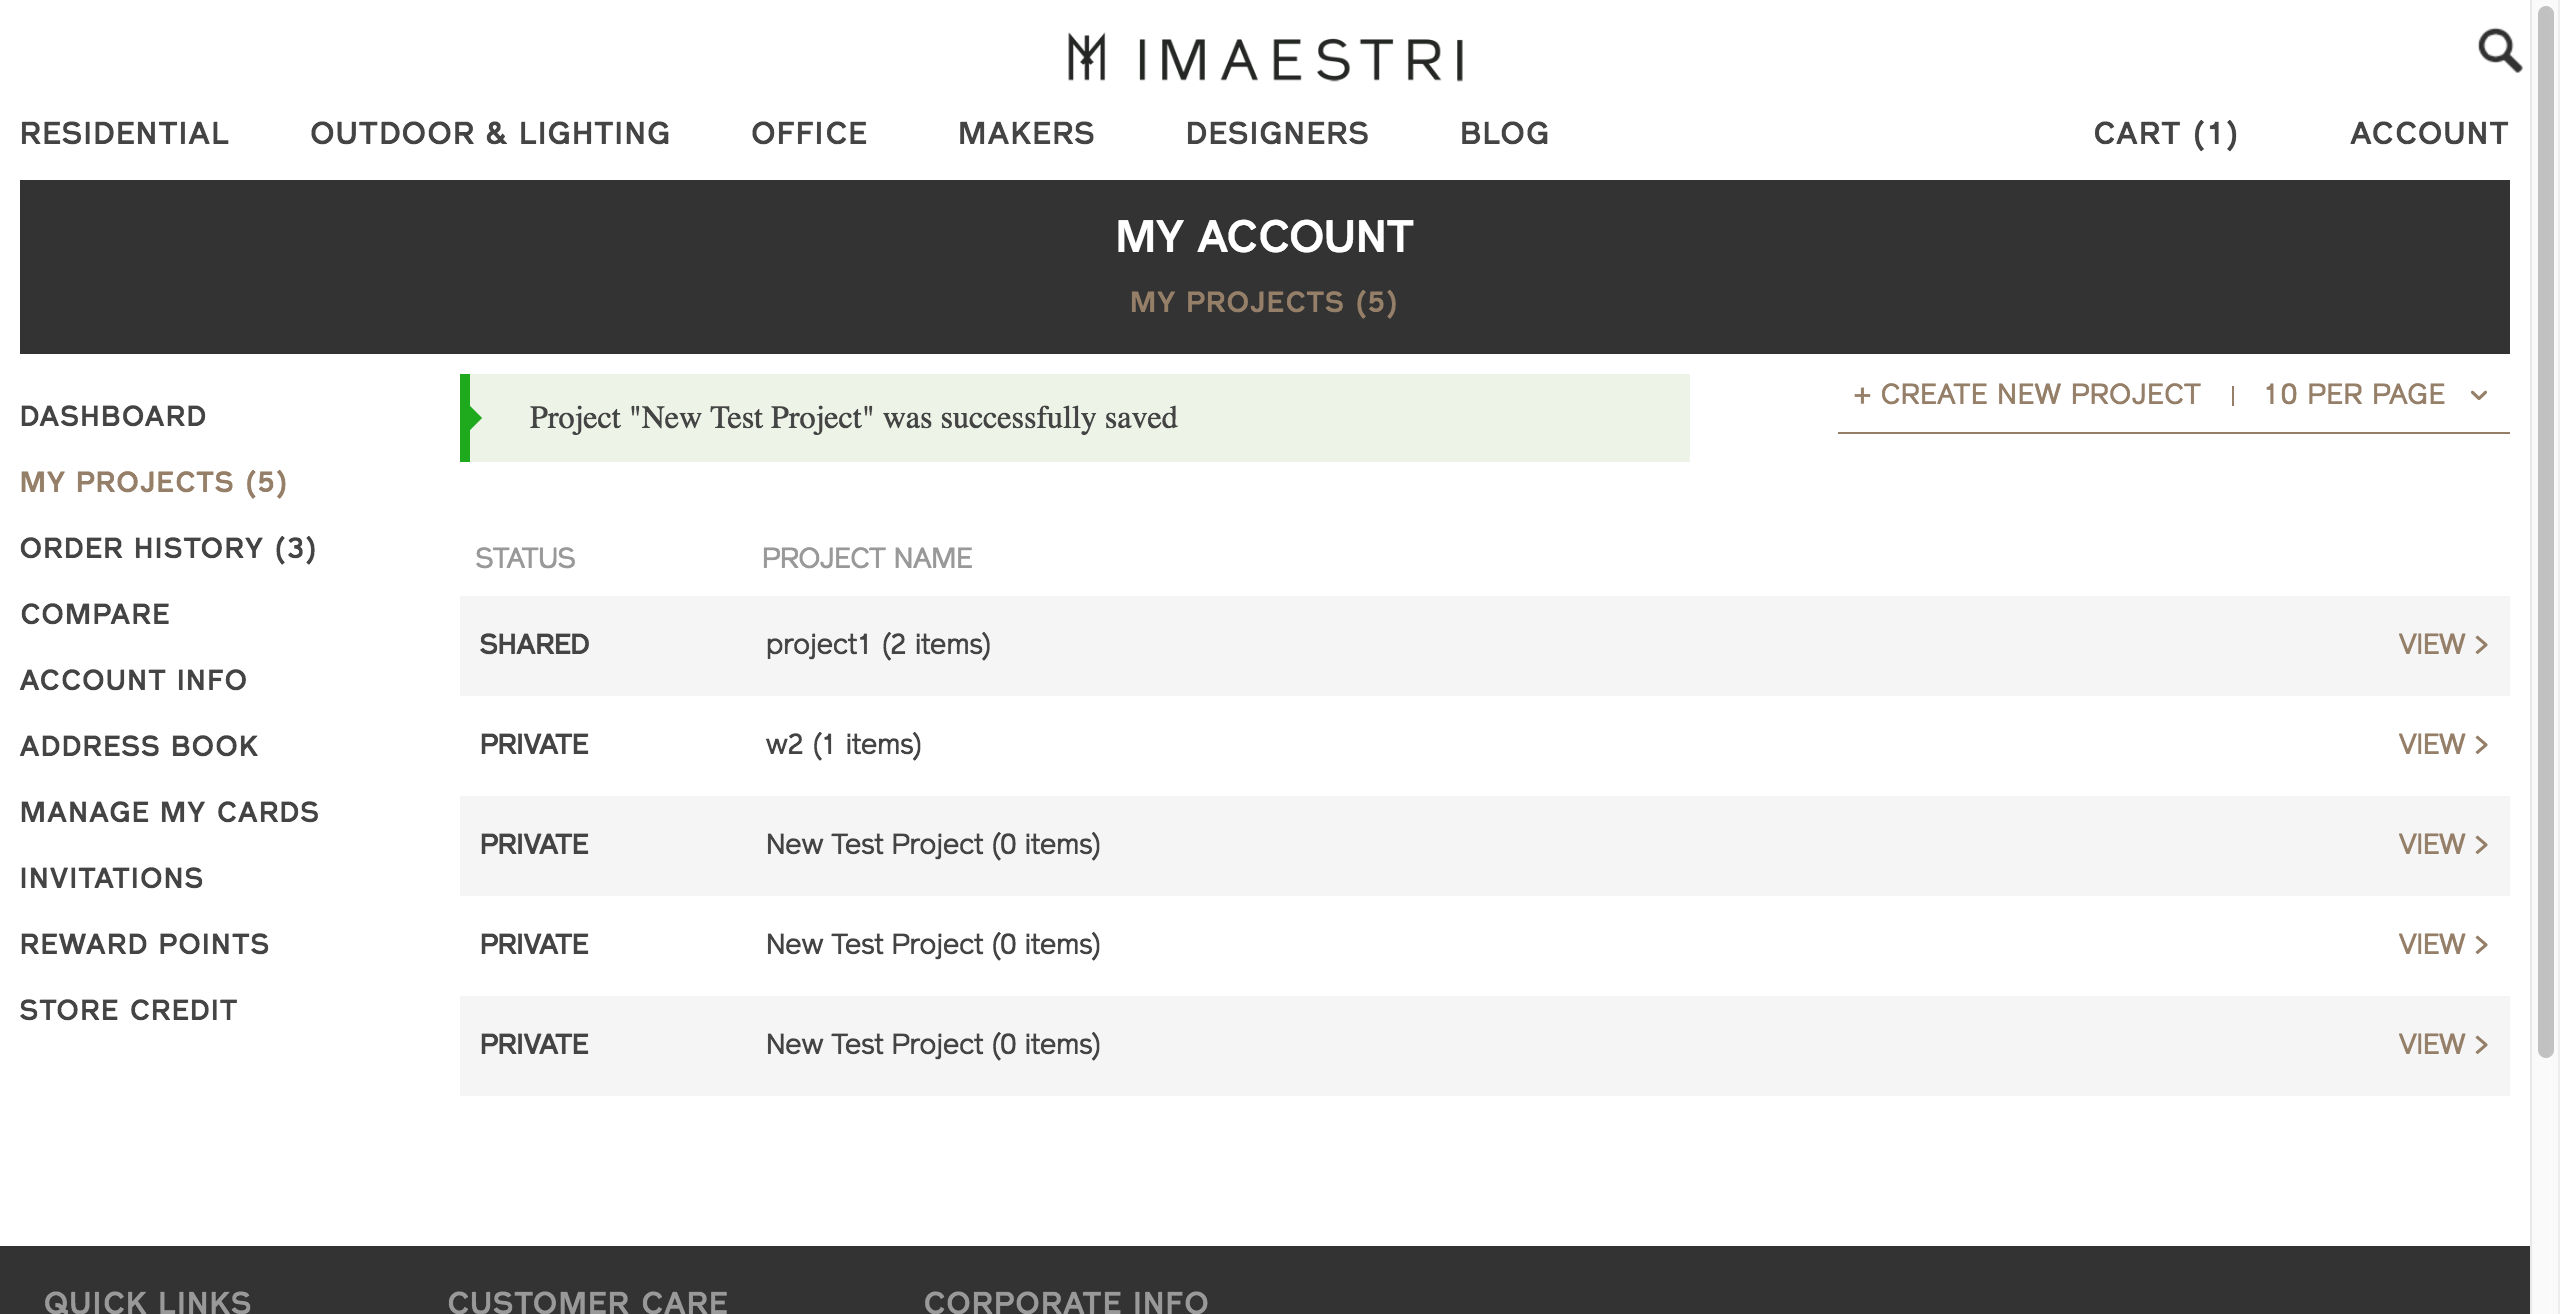 IMAESTRI
RESIDENTIAL OUTDOOR & LIGHTING OFFICE MAKERS DESIGNERS BLOG CART (1) ACCOUNT
MY ACCOUNT
MY PROJECTS (5)
Project "New Test Project" was successfully saved
+ CREATE NEW PROJECT | 10 PER PAGE
DASHBOARD
MY PROJECTS (5)
ORDER HISTORY (3)
COMPARE
ACCOUNT INFO
ADDRESS BOOK
MANAGE MY CARDS
INVITATIONS
REWARD POINTS
STORE CREDIT
STATUS PROJECT NAME
SHARED project1 (2 items) VIEW >
PRIVATE w2 (1 items) VIEW >
PRIVATE New Test Project (0 items) VIEW >
PRIVATE New Test Project (0 items) VIEW >
PRIVATE New Test Project (0 items) VIEW >
QUICK LINKS CUSTOMER CARE CORPORATE INFO